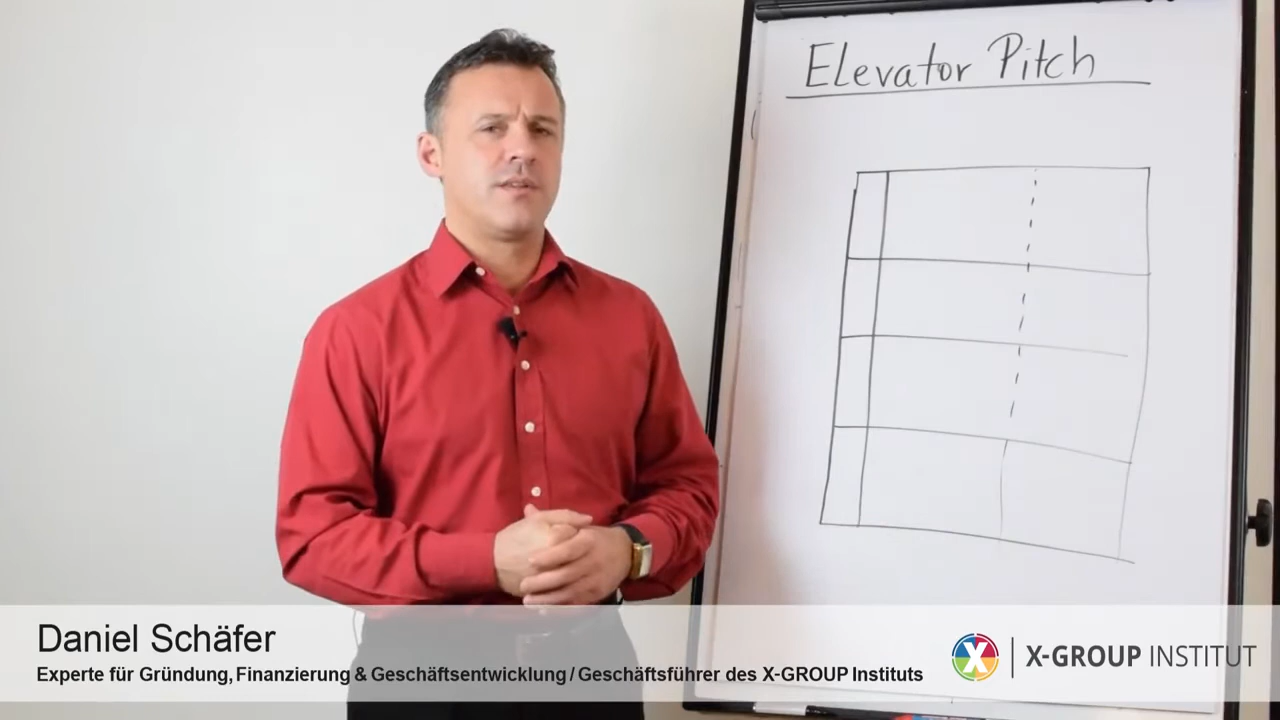 Elevator Pitch
Daniel Schäfer
Experte für Gründung, Finanzierung & Geschäftsentwicklung / Geschäftsführer des X-GROUP Instituts
X | X-GROUP INSTITUT